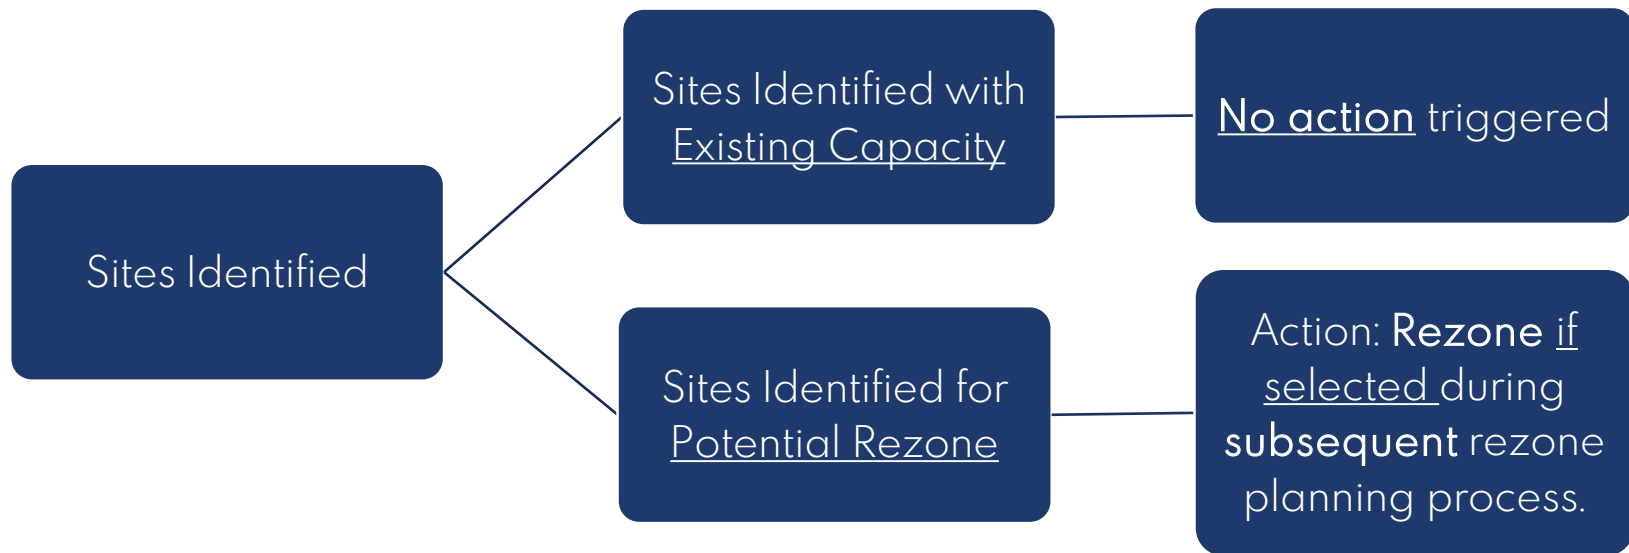 Sites Identified
Sites Identified with
Existing Capacity
No action triggered
Sites Identified for
Potential Rezone
Action: Rezone if
selected during
subsequent rezone
planning process.